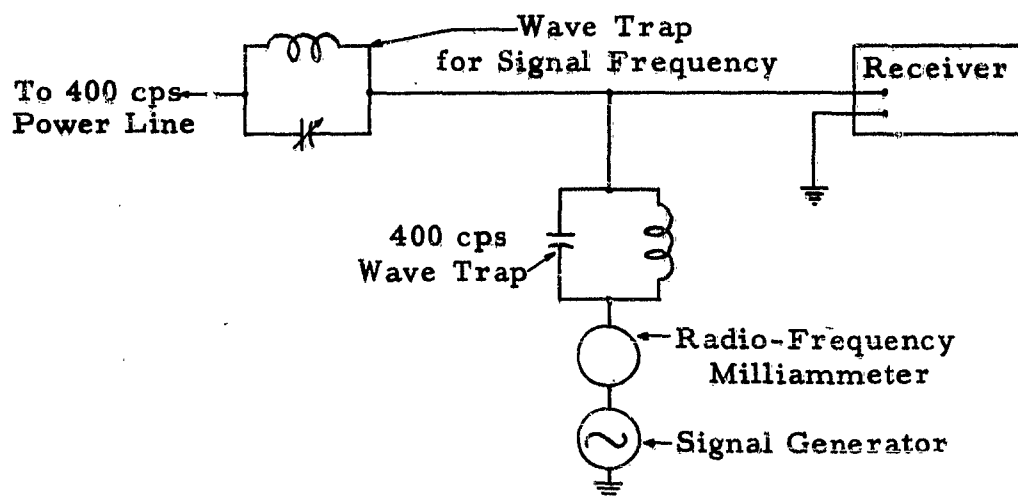 Wave Trap
for Signal Frequency
Receiver
To 400 cps
Power Line
400 cps
Wave Trap
Radio-Frequency
Milliammeter
Signal Generator